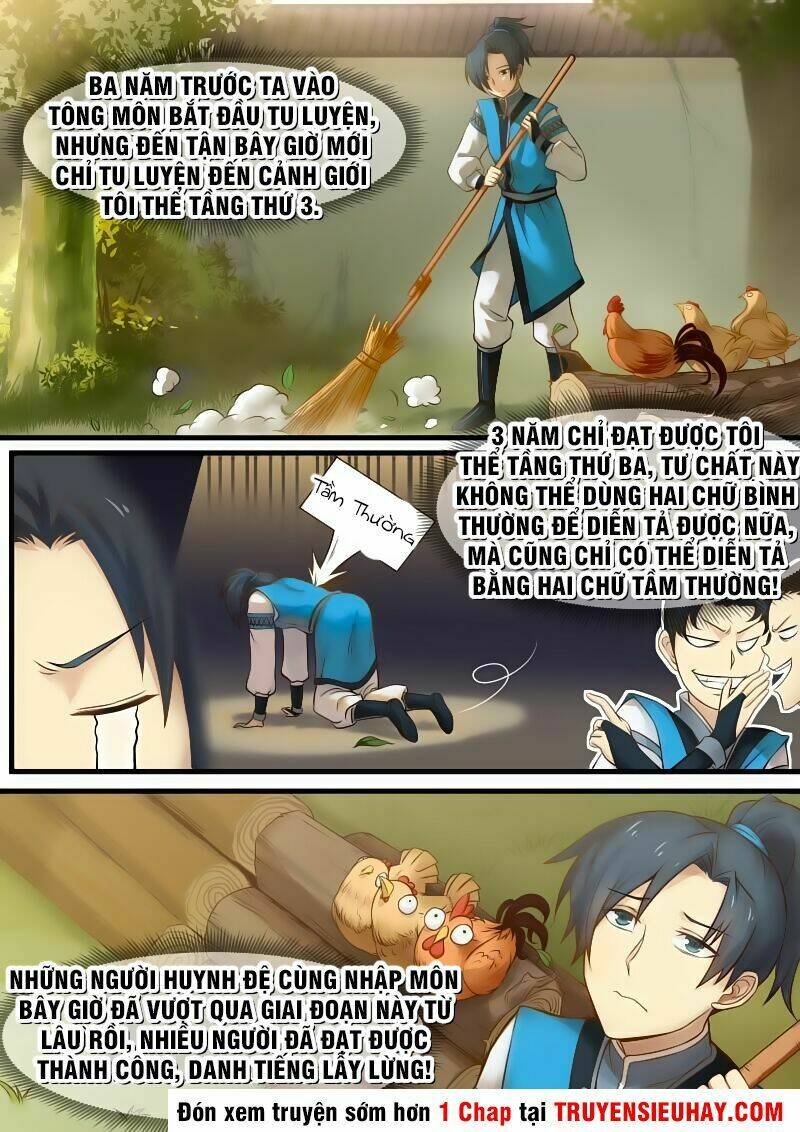 BA NĂM TRƯỚC TA VÀO
TÔNG MÔN BẮT ĐẦU TU LUYỆN,
NHƯNG ĐẾN TẬN BÂY GIỜ MỚI
CHỈ TU LUYỆN ĐẾN CẢNH GIỚI
TÔI THỂ TẦNG THỨ 3.
3 NĂM CHỈ ĐẠT ĐƯỢC TÔI
THỂ TẦNG THỨ BA, TƯ CHẤT NÀY
KHÔNG THỂ DÙNG HAI CHỮ BÌNH
THƯỜNG ĐỂ DIỄN TẢ ĐƯỢC NỮA,
MÀ CŨNG CHỈ CÓ THỂ DIỄN TẢ
BẰNG HAI CHỮ TẦM THƯỜNG!
Tầm Thường
NHỮNG NGƯỜI HUYNH ĐỆ CÙNG NHẬP MÔN
BÂY GIỜ ĐÃ VƯỢT QUA GIAI ĐOẠN NÀY TỪ
LÂU RỒI, NHIỀU NGƯỜI ĐÃ ĐẠT ĐƯỢC
THÀNH CÔNG, DANH TIẾNG LẪY LỪNG!
Đón xem truyện sớm hơn 1 Chap tại TRUYENSIEUHAY.COM